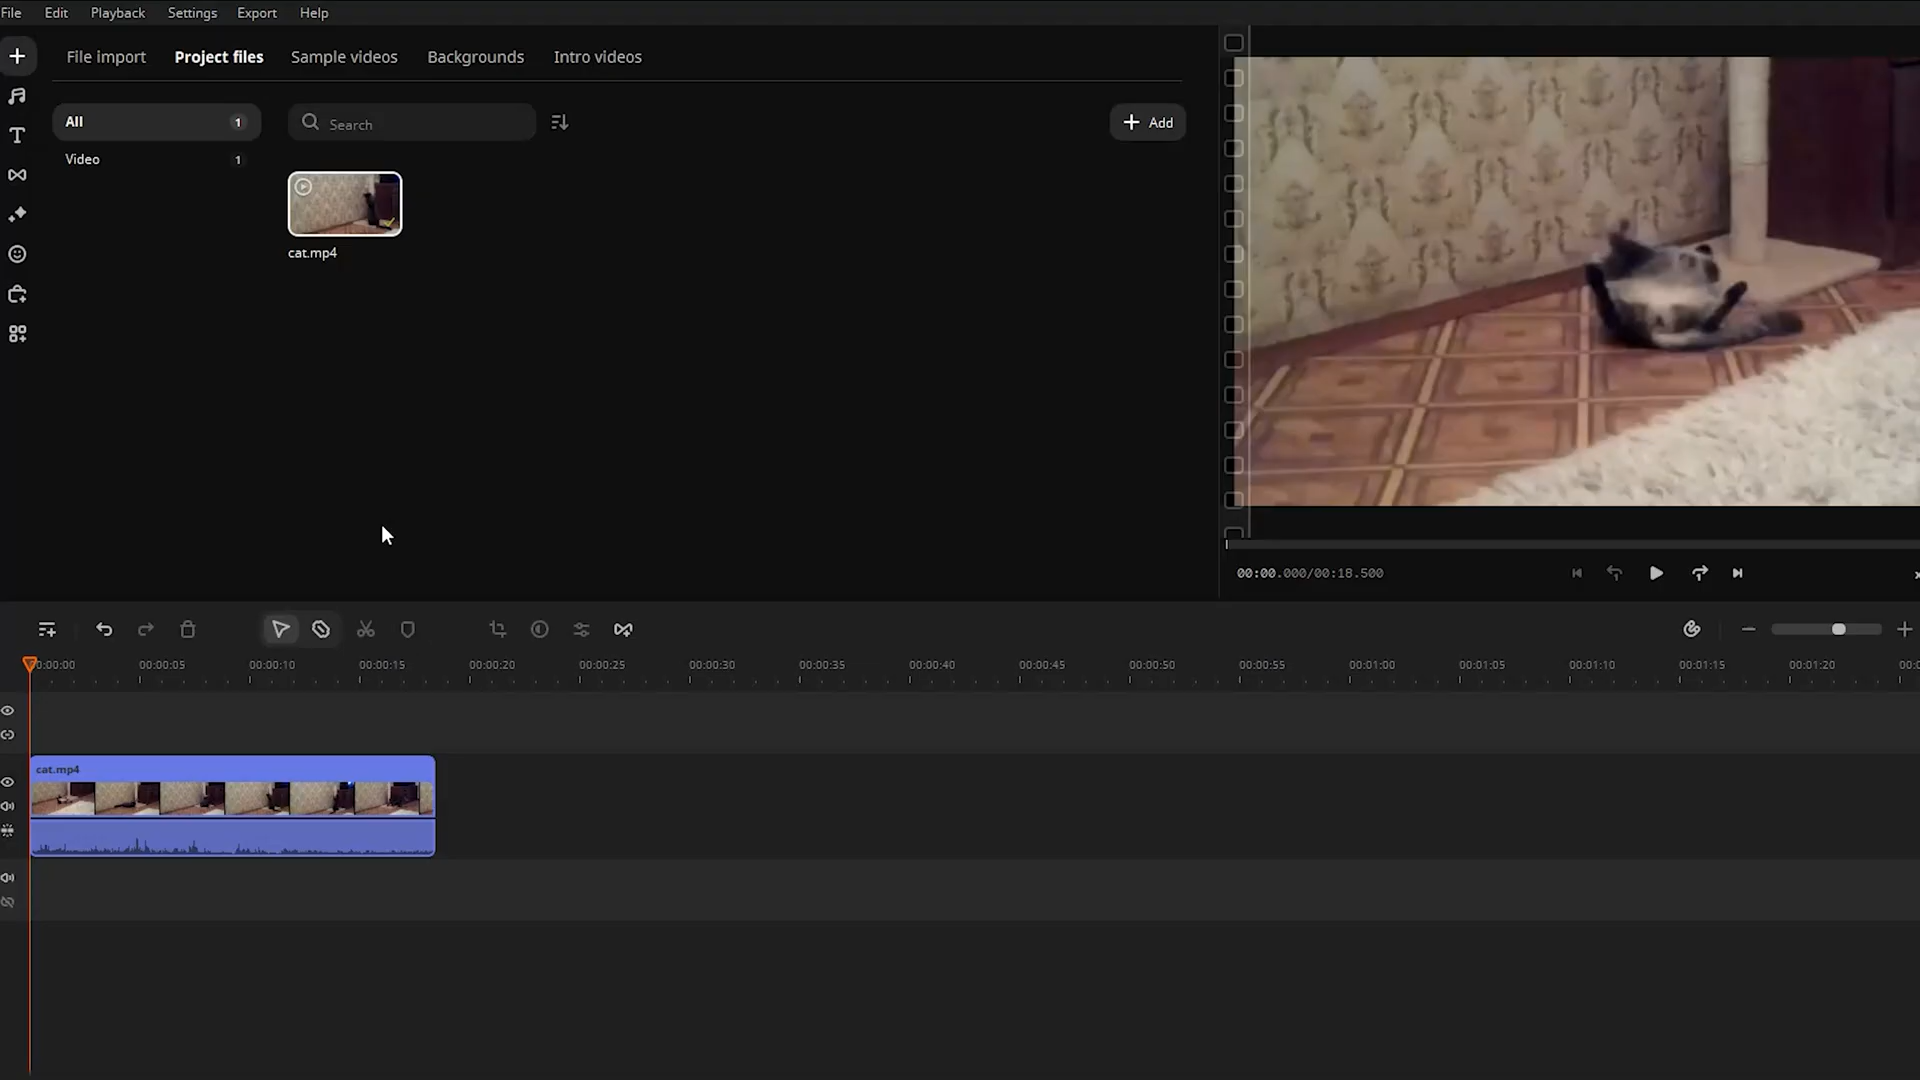 File Edit Playback Settings Export Help
File import Project files Sample videos Backgrounds Intro videos
All 1
Search
Add
Video 1
cat.mp4
00:00.000/00:18.500
00:00:05 00:00:10 00:00:15 00:00:20 00:00:25 00:00:30 00:00:35 00:00:40 00:00:45 00:00:50 00:00:55 00:01:00 00:01:05 00:01:10 00:01:15 00:01:20
cat.mp4